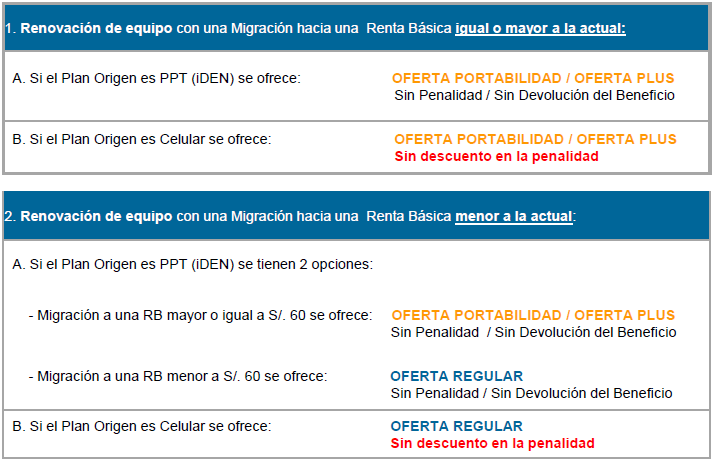 1. Renovación de equipo con una Migración hacia una Renta Básica igual o mayor a la actual:
A. Si el Plan Origen es PPT (iDEN) se ofrece: OFERTA PORTABILIDAD / OFERTA PLUS
Sin Penalidad / Sin Devolución del Beneficio
B. Si el Plan Origen es Celular se ofrece: OFERTA PORTABILIDAD / OFERTA PLUS
Sin descuento en la penalidad
2. Renovación de equipo con una Migración hacia una Renta Básica menor a la actual:
A. Si el Plan Origen es PPT (iDEN) se tienen 2 opciones:
- Migración a una RB mayor o igual a S/. 60 se ofrece: OFERTA PORTABILIDAD / OFERTA PLUS
Sin Penalidad / Sin Devolución del Beneficio
- Migración a una RB menor a S/. 60 se ofrece: OFERTA REGULAR
Sin Penalidad / Sin Devolución del Beneficio
B. Si el Plan Origen es Celular se ofrece: OFERTA REGULAR
Sin descuento en la penalidad